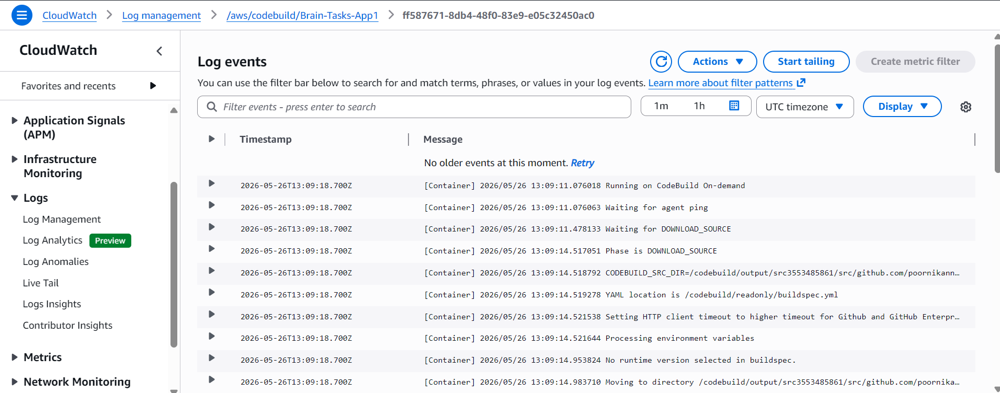 CloudWatch > Log management > /aws/codebuild/Brain-Tasks-App1 > ff587671-8db4-48f0-83e9-e05c32450ac0
CloudWatch
Favorites and recents
Application Signals
(APM)
Infrastructure
Monitoring
Logs
Log Management
Log Analytics Preview
Log Anomalies
Live Tail
Logs Insights
Contributor Insights
Metrics
Network Monitoring
Log events
Actions
Start tailing
Create metric filter
You can use the filter bar below to search for and match terms, phrases, or values in your log events. Learn more about filter patterns
Filter events - press enter to search
1m 1h
UTC timezone
Display
Timestamp Message
No older events at this moment. Retry
2026-05-26T13:09:18.700Z [Container] 2026/05/26 13:09:11.076018 Running on CodeBuild On-demand
2026-05-26T13:09:18.700Z [Container] 2026/05/26 13:09:11.076063 Waiting for agent ping
2026-05-26T13:09:18.700Z [Container] 2026/05/26 13:09:11.478133 Waiting for DOWNLOAD_SOURCE
2026-05-26T13:09:18.700Z [Container] 2026/05/26 13:09:14.517051 Phase is DOWNLOAD_SOURCE
2026-05-26T13:09:18.700Z [Container] 2026/05/26 13:09:14.518792 CODEBUILD_SRC_DIR=/codebuild/output/src3553485861/src/github.com/poornikann…
2026-05-26T13:09:18.700Z [Container] 2026/05/26 13:09:14.519278 YAML location is /codebuild/readonly/buildspec.yml
2026-05-26T13:09:18.700Z [Container] 2026/05/26 13:09:14.521538 Setting HTTP client timeout to higher timeout for Github and GitHub Enterpr…
2026-05-26T13:09:18.700Z [Container] 2026/05/26 13:09:14.521644 Processing environment variables
2026-05-26T13:09:18.700Z [Container] 2026/05/26 13:09:14.953824 No runtime version selected in buildspec.
2026-05-26T13:09:18.700Z [Container] 2026/05/26 13:09:14.983710 Moving to directory /codebuild/output/src3553485861/src/github.com/poornika…